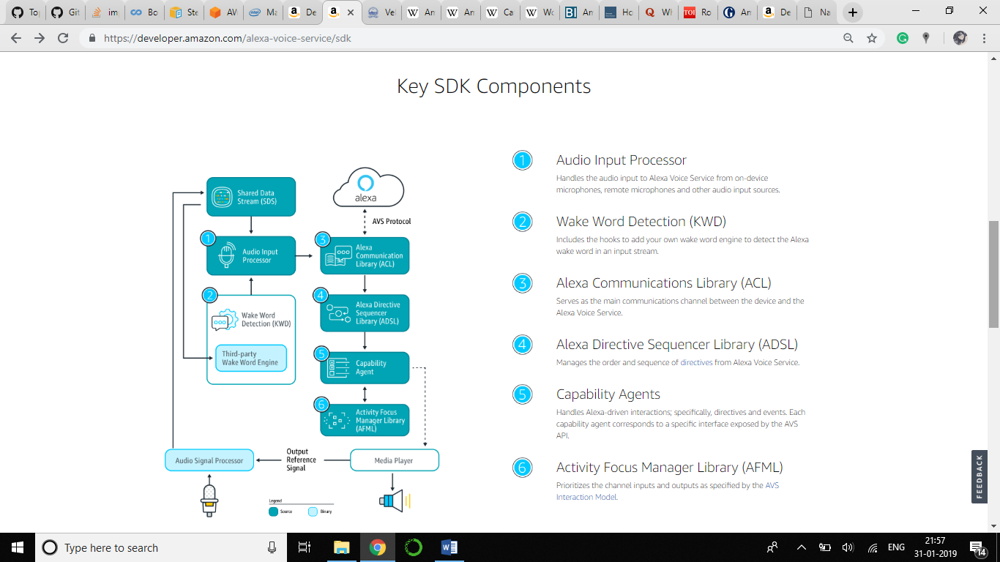 To
Git
im
Bo
Ste
AW
Ma
De
Vel
W
An
W
An
W
Ca
W
Wo
BI
An
Ho
Q
Wl
TOI
Ro
An
De
Na
https://developer.amazon.com/alexa-voice-service/sdk
Key SDK Components
Shared Data
Stream (SDS)
alexa
AVS Protocol
1
Audio Input
Processor
3
Alexa
Communication
Library (ACL)
2
Wake Word
Detection (KWD)
Third-party
Wake Word Engine
4
Alexa Directive
Sequencer
Library (ADSL)
5
Capability
Agent
6
Activity Focus
Manager Library
(AFML)
Audio Signal Processor
Output
Reference
Signal
Media Player
Legend
Source
Binary
1
Audio Input Processor
Handles the audio input to Alexa Voice Service from on-device
microphones, remote microphones and other audio input sources.
2
Wake Word Detection (KWD)
Includes the hooks to add your own wake word engine to detect the Alexa
wake word in an input stream.
3
Alexa Communications Library (ACL)
Serves as the main communications channel between the device and the
Alexa Voice Service.
4
Alexa Directive Sequencer Library (ADSL)
Manages the order and sequence of directives from Alexa Voice Service.
5
Capability Agents
Handles Alexa-driven interactions; specifically, directives and events. Each
capability agent corresponds to a specific interface exposed by the AVS
API.
6
Activity Focus Manager Library (AFML)
Prioritizes the channel inputs and outputs as specified by the AVS
Interaction Model.
FEEDBACK
Type here to search
ENG
21:57
31-01-2019
14